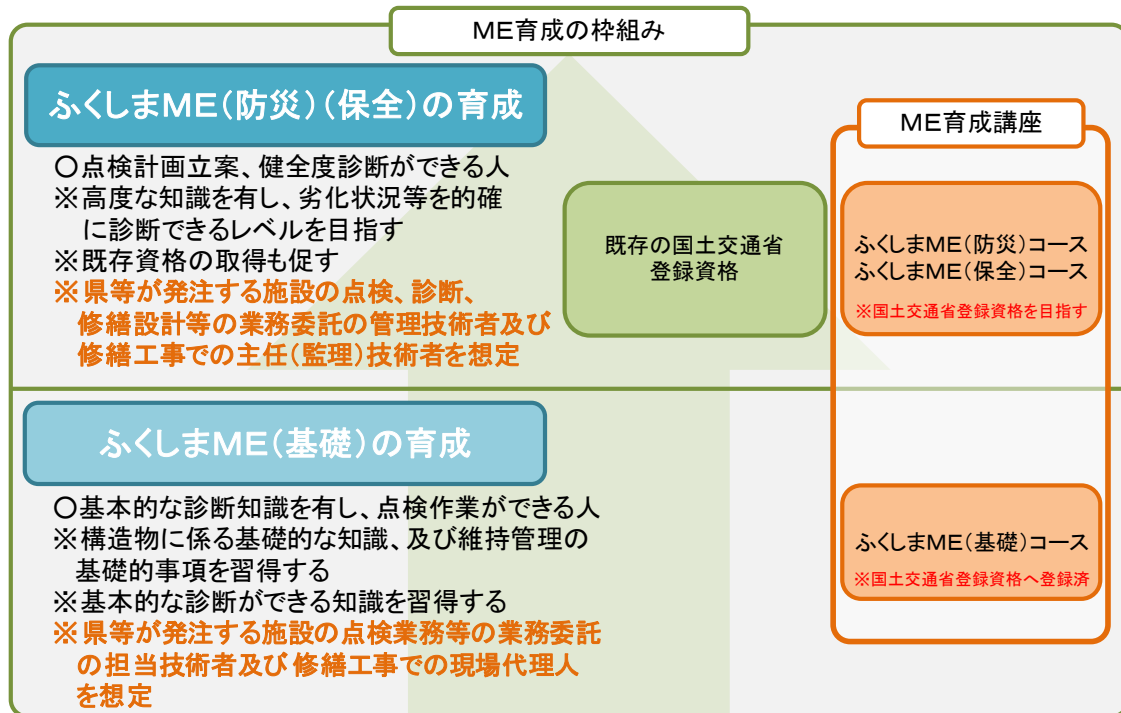 ME育成の枠組み
ふくしまME(防災)(保全)の育成
○点検計画立案、健全度診断ができる人
※高度な知識を有し、劣化状況等を的確
に診断できるレベルを目指す
※既存資格の取得も促す
※県等が発注する施設の点検、診断、
修繕設計等の業務委託の管理技術者及び
修繕工事での主任(監理)技術者を想定
既存の国土交通省
登録資格
ME育成講座
ふくしまME(防災)コース
ふくしまME(保全)コース
※国土交通省登録資格を目指す
ふくしまME(基礎)の育成
○基本的な診断知識を有し、点検作業ができる人
※構造物に係る基礎的な知識、及び維持管理の
基礎的事項を習得する
※基本的な診断ができる知識を習得する
※県等が発注する施設の点検業務等の業務委託
の担当技術者及び修繕工事での現場代理人
を想定
ふくしまME(基礎)コース
※国土交通省登録資格へ登録済